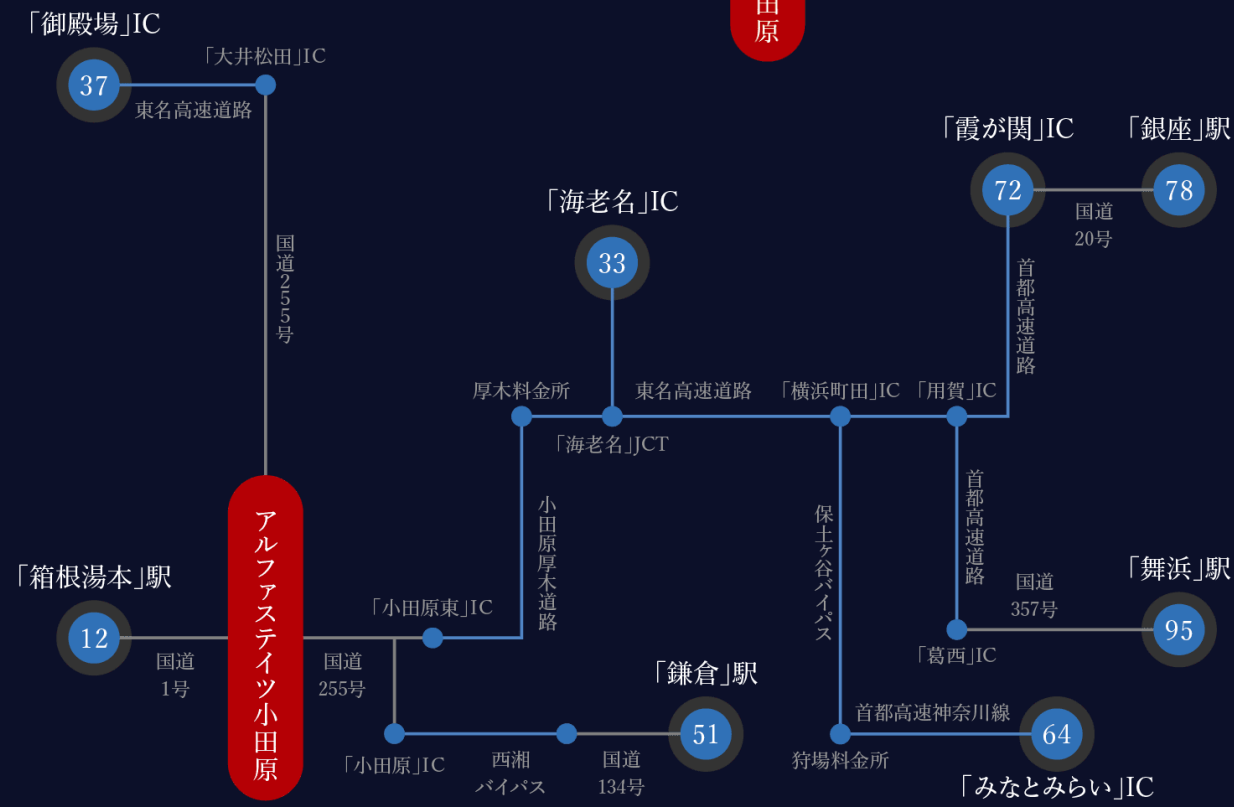 田原
「御殿場」IC
「大井松田」IC
37
東名高速道路
「霞が関」IC
「銀座」駅
72
78
国道
20号
「海老名」IC
33
国道255号
首都高速道路
厚木料金所
東名高速道路
「横浜町田」IC
「用賀」IC
「海老名」JCT
アルファステイツ小田原
小田原厚木道路
保土ヶ谷バイパス
首都高速道路
「箱根湯本」駅
12
国道
1号
国道
255号
「小田原東」IC
国道
357号
「舞浜」駅
95
「葛西」IC
「鎌倉」駅
51
「小田原」IC
西湘
バイパス
国道
134号
首都高速神奈川線
64
狩場料金所
「みなとみらい」IC